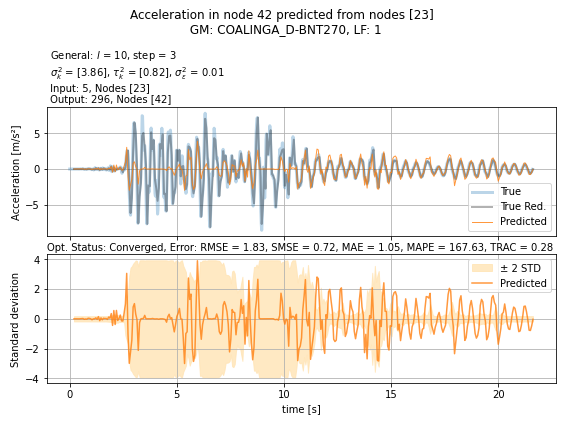 Acceleration in node 42 predicted from nodes [23]
GM: COALINGA_D-BNT270, LF: 1
General: l = 10, step = 3
σ²ₖ = [3.86], τ²ₖ = [0.82], σ²ε = 0.01
Input: 5, Nodes [23]
Output: 296, Nodes [42]
Acceleration [m/s²]
5
0
−5
True
True Red.
Predicted
Opt. Status: Converged, Error: RMSE = 1.83, SMSE = 0.72, MAE = 1.05, MAPE = 167.63, TRAC = 0.28
Standard deviation
4
2
0
−2
−4
± 2 STD
Predicted
0 5 10 15 20
time [s]